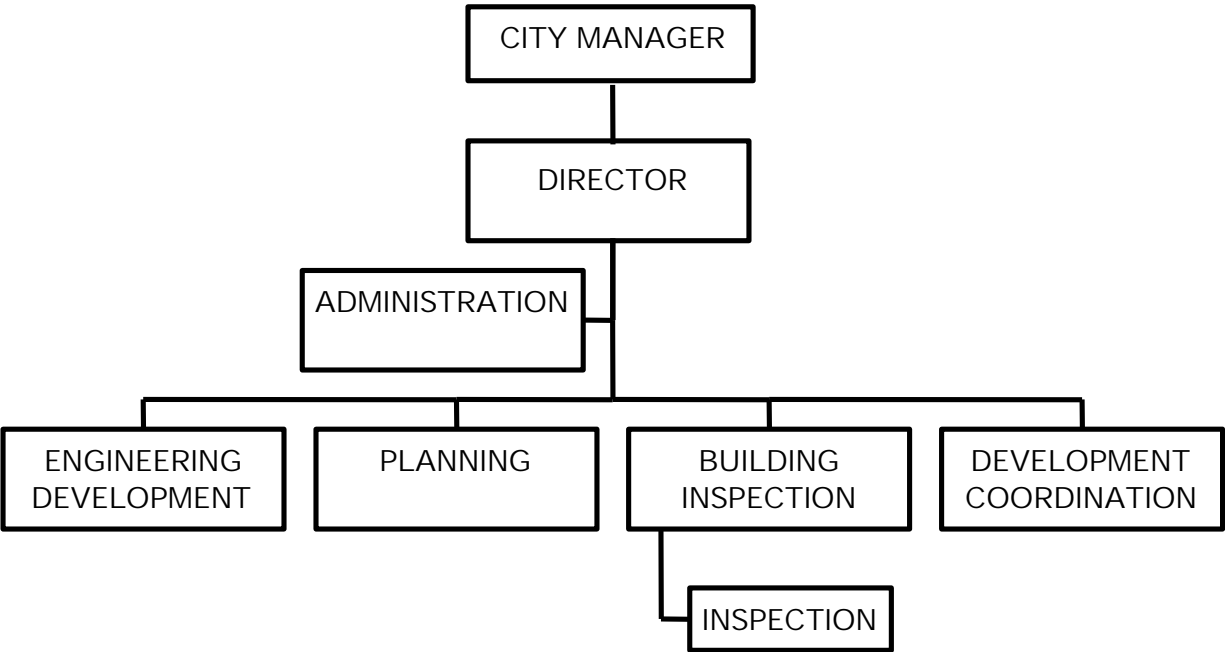 CITY MANAGER
DIRECTOR
ADMINISTRATION
ENGINEERING
DEVELOPMENT
PLANNING
BUILDING
INSPECTION
DEVELOPMENT
COORDINATION
INSPECTION